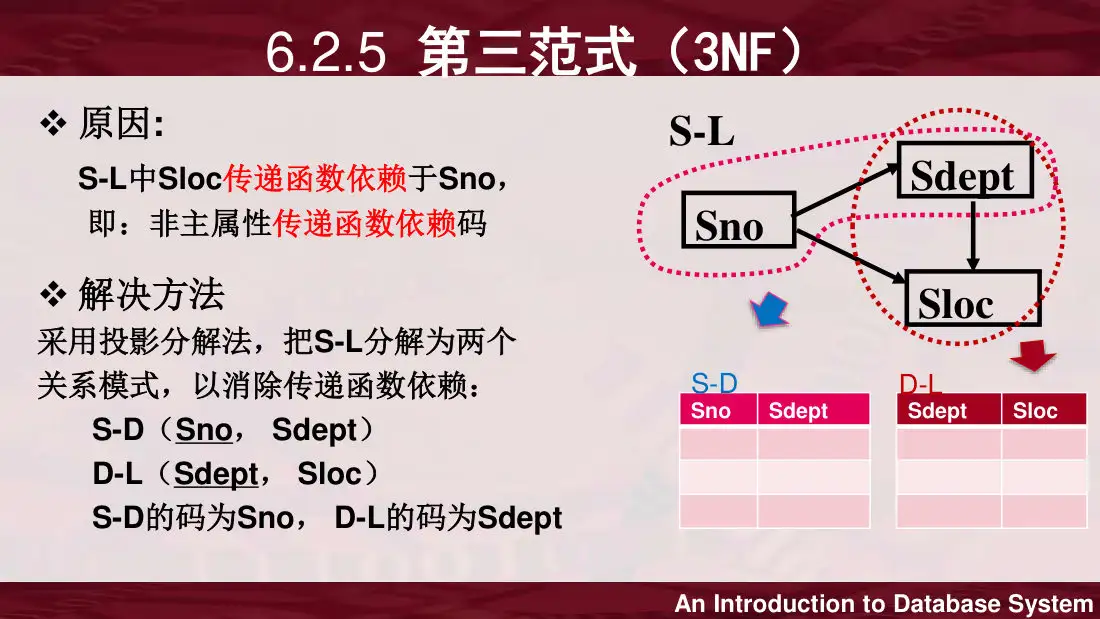 6.2.5 第三范式（3NF）
❖ 原因:
S-L中Sloc传递函数依赖于Sno，
即：非主属性传递函数依赖码
❖ 解决方法
采用投影分解法，把S-L分解为两个
关系模式，以消除传递函数依赖：
S-D（Sno， Sdept）
D-L（Sdept， Sloc）
S-D的码为Sno， D-L的码为Sdept
S-L
Sdept
Sno
Sloc
S-D
Sno Sdept
D-L
Sdept Sloc
An Introduction to Database System